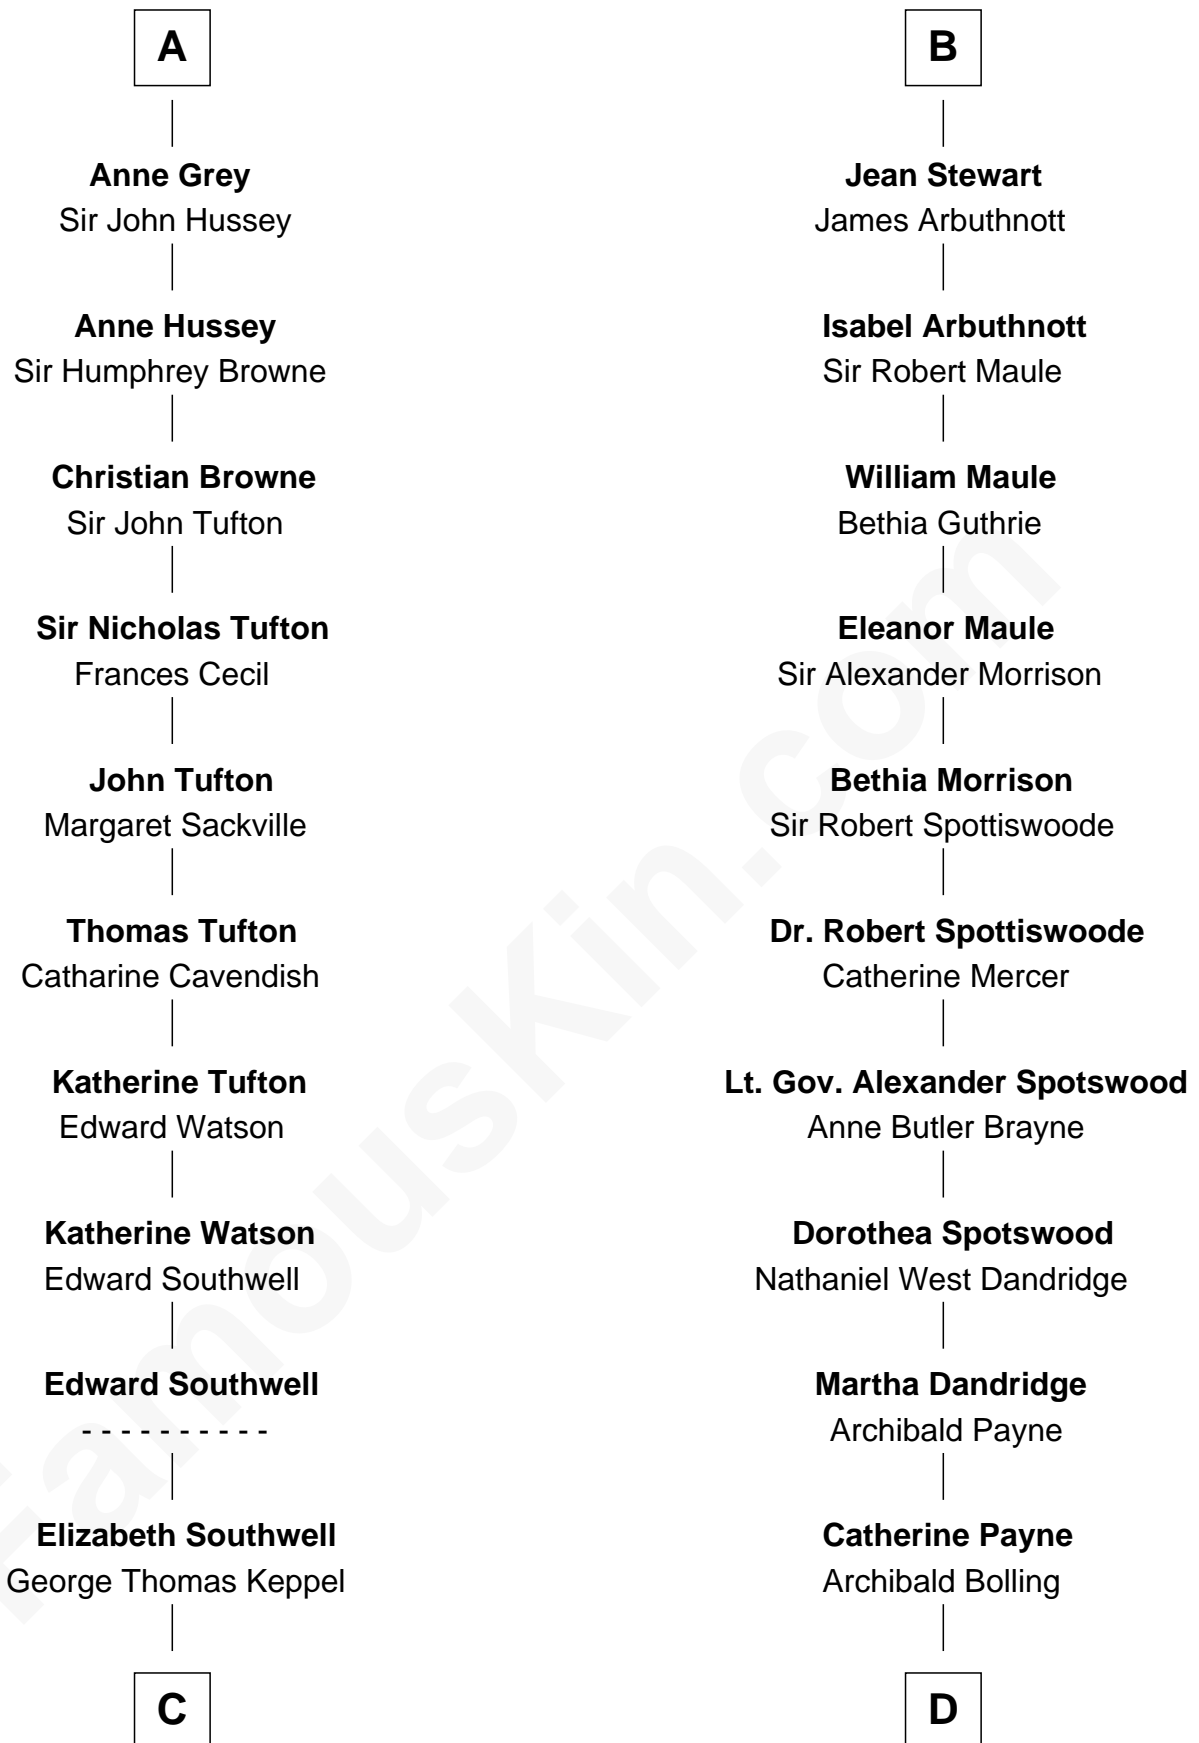 A
Anne Grey
Sir John Hussey
Anne Hussey
Sir Humphrey Browne
Christian Browne
Sir John Tufton
Sir Nicholas Tufton
Frances Cecil
John Tufton
Margaret Sackville
Thomas Tufton
Catharine Cavendish
Katherine Tufton
Edward Watson
Katherine Watson
Edward Southwell
Edward Southwell
- - - - - - - - - -
Elizabeth Southwell
George Thomas Keppel
C
B
Jean Stewart
James Arbuthnott
Isabel Arbuthnott
Sir Robert Maule
William Maule
Bethia Guthrie
Eleanor Maule
Sir Alexander Morrison
Bethia Morrison
Sir Robert Spottiswoode
Dr. Robert Spottiswoode
Catherine Mercer
Lt. Gov. Alexander Spotswood
Anne Butler Brayne
Dorothea Spotswood
Nathaniel West Dandridge
Martha Dandridge
Archibald Payne
Catherine Payne
Archibald Bolling
D
FamousKin.com